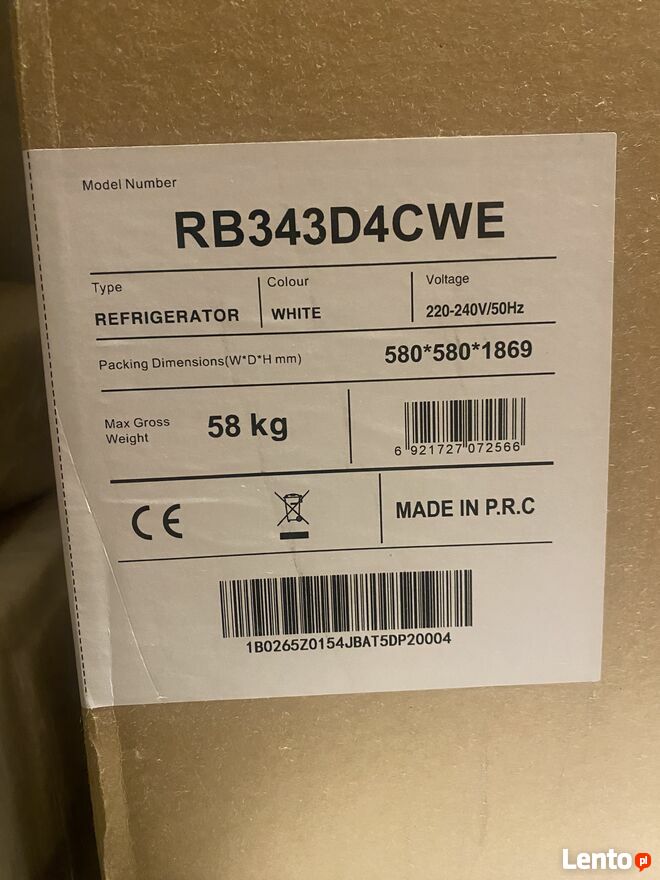 Model Number
RB343D4CWE
Type
REFRIGERATOR
Colour
WHITE
Voltage
220-240V/50Hz
Packing Dimensions(W*D*H mm)
580*580*1869
Max Gross
Weight
58 kg
6 921727 072566
CE
MADE IN P.R.C
1B0265Z0154JBAT5DP20004
Lento.pl